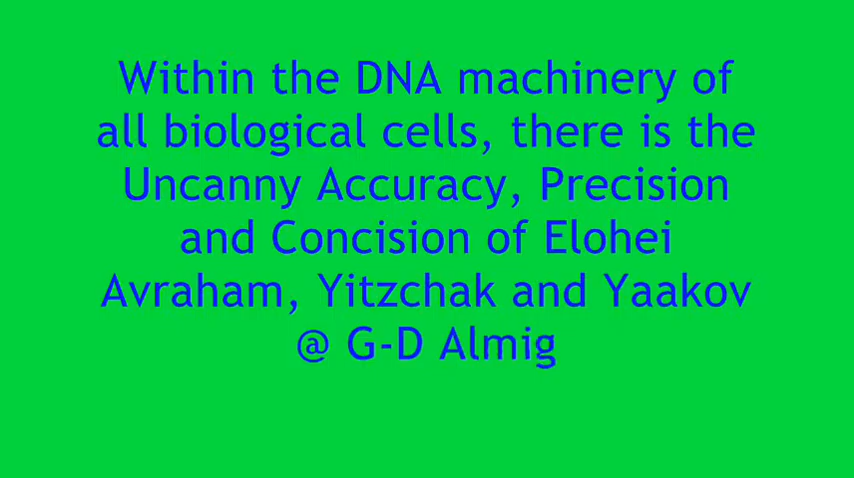 Within the DNA machinery of
all biological cells, there is the
Uncanny Accuracy, Precision
and Concision of Elohei
Avraham, Yitzchak and Yaakov
@ G-D Almig